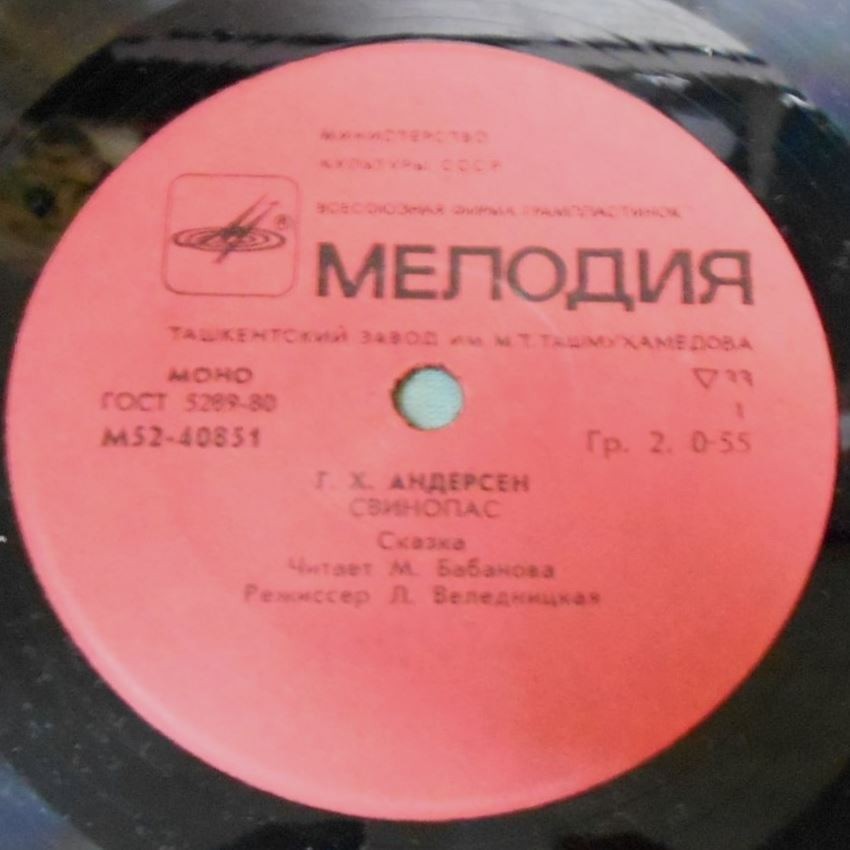 МИНИСТЕРСТВО
КУЛЬТУРЫ СССР
ВСЕСОЮЗНАЯ ФИРМА ГРАМПЛАСТИНОК
®
МЕЛОДИЯ
ТАШКЕНТСКИЙ ЗАВОД им. М.Т. ТАШМУХАМЕДОВА
МОНО
▽33
ГОСТ 5289-80
1
М52-40851
Гр. 2. 0-55
Г. Х. АНДЕРСЕН
СВИНОПАС
Сказка
Читает М. Бабанова
Режиссер Л. Веледницкая